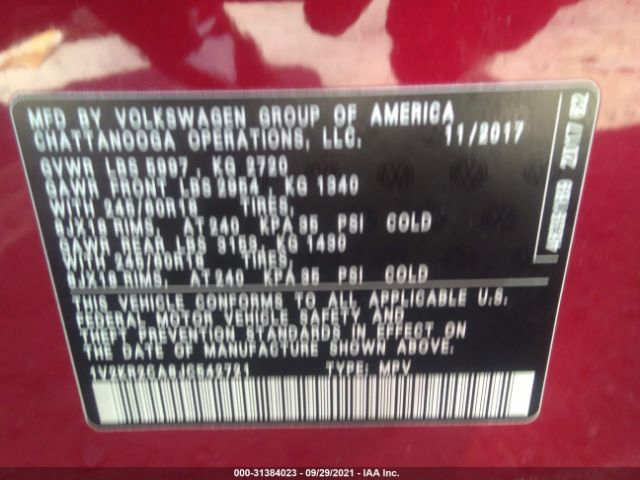 MFD BY VOLKSWAGEN GROUP OF AMERICA
CHATTANOOGA OPERATIONS, LLC. 11/2017
GVWR LBS 5997 , KG 2720
GAWR FRONT LBS 2954 , KG 1340
WITH 245/60R18 TIRES,
8JX18 RIMS, AT 240 KPA 35 PSI COLD
GAWR REAR LBS 3153 , KG 1430
WITH 245/60R18 TIRES,
8JX18 RIMS, AT 240 KPA 35 PSI COLD
THIS VEHICLE CONFORMS TO ALL APPLICABLE U.S.
FEDERAL MOTOR VEHICLE SAFETY AND
THEFT PREVENTION STANDARDS IN EFFECT ON
THE DATE OF MANUFACTURE SHOWN ABOVE.
TYPE: MPV
000-31384023 - 09/29/2021 - IAA Inc.